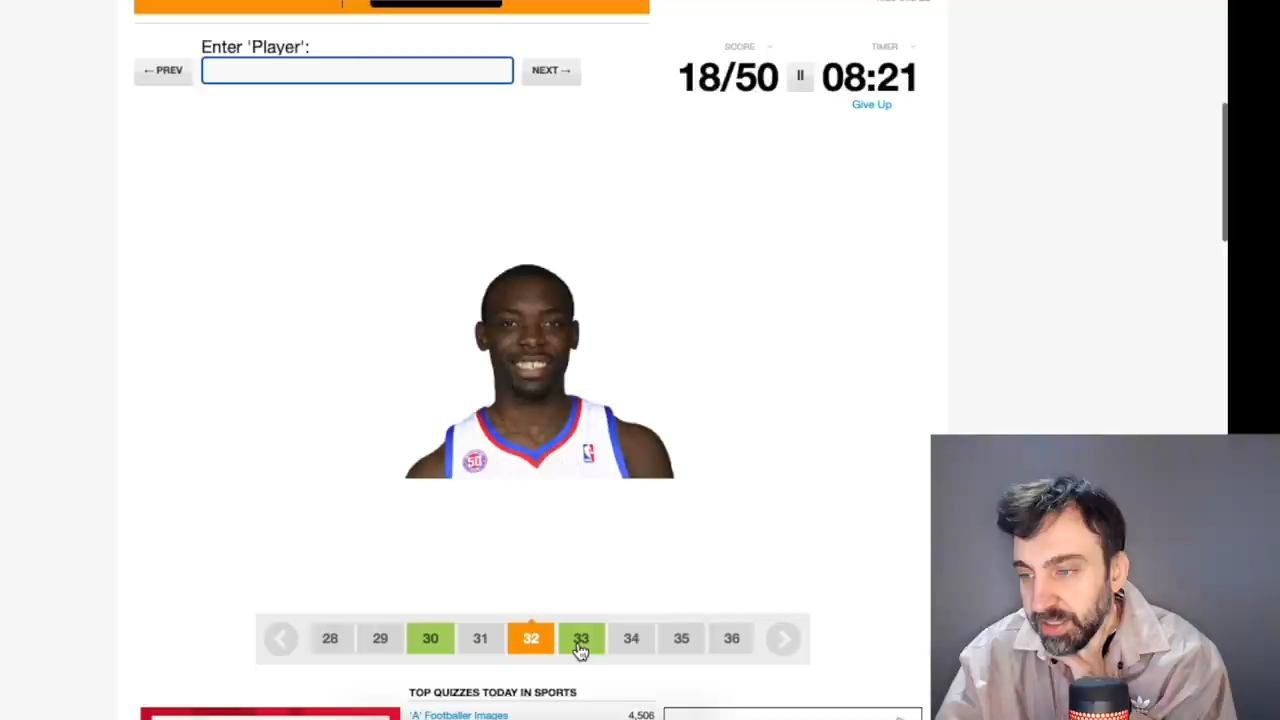 Enter 'Player':
← PREV
NEXT →
SCORE
18/50
TIMER
08:21
Give Up
50
28
29
30
31
32
33
34
35
36
TOP QUIZZES TODAY IN SPORTS
'A' Footballer Images
4,506